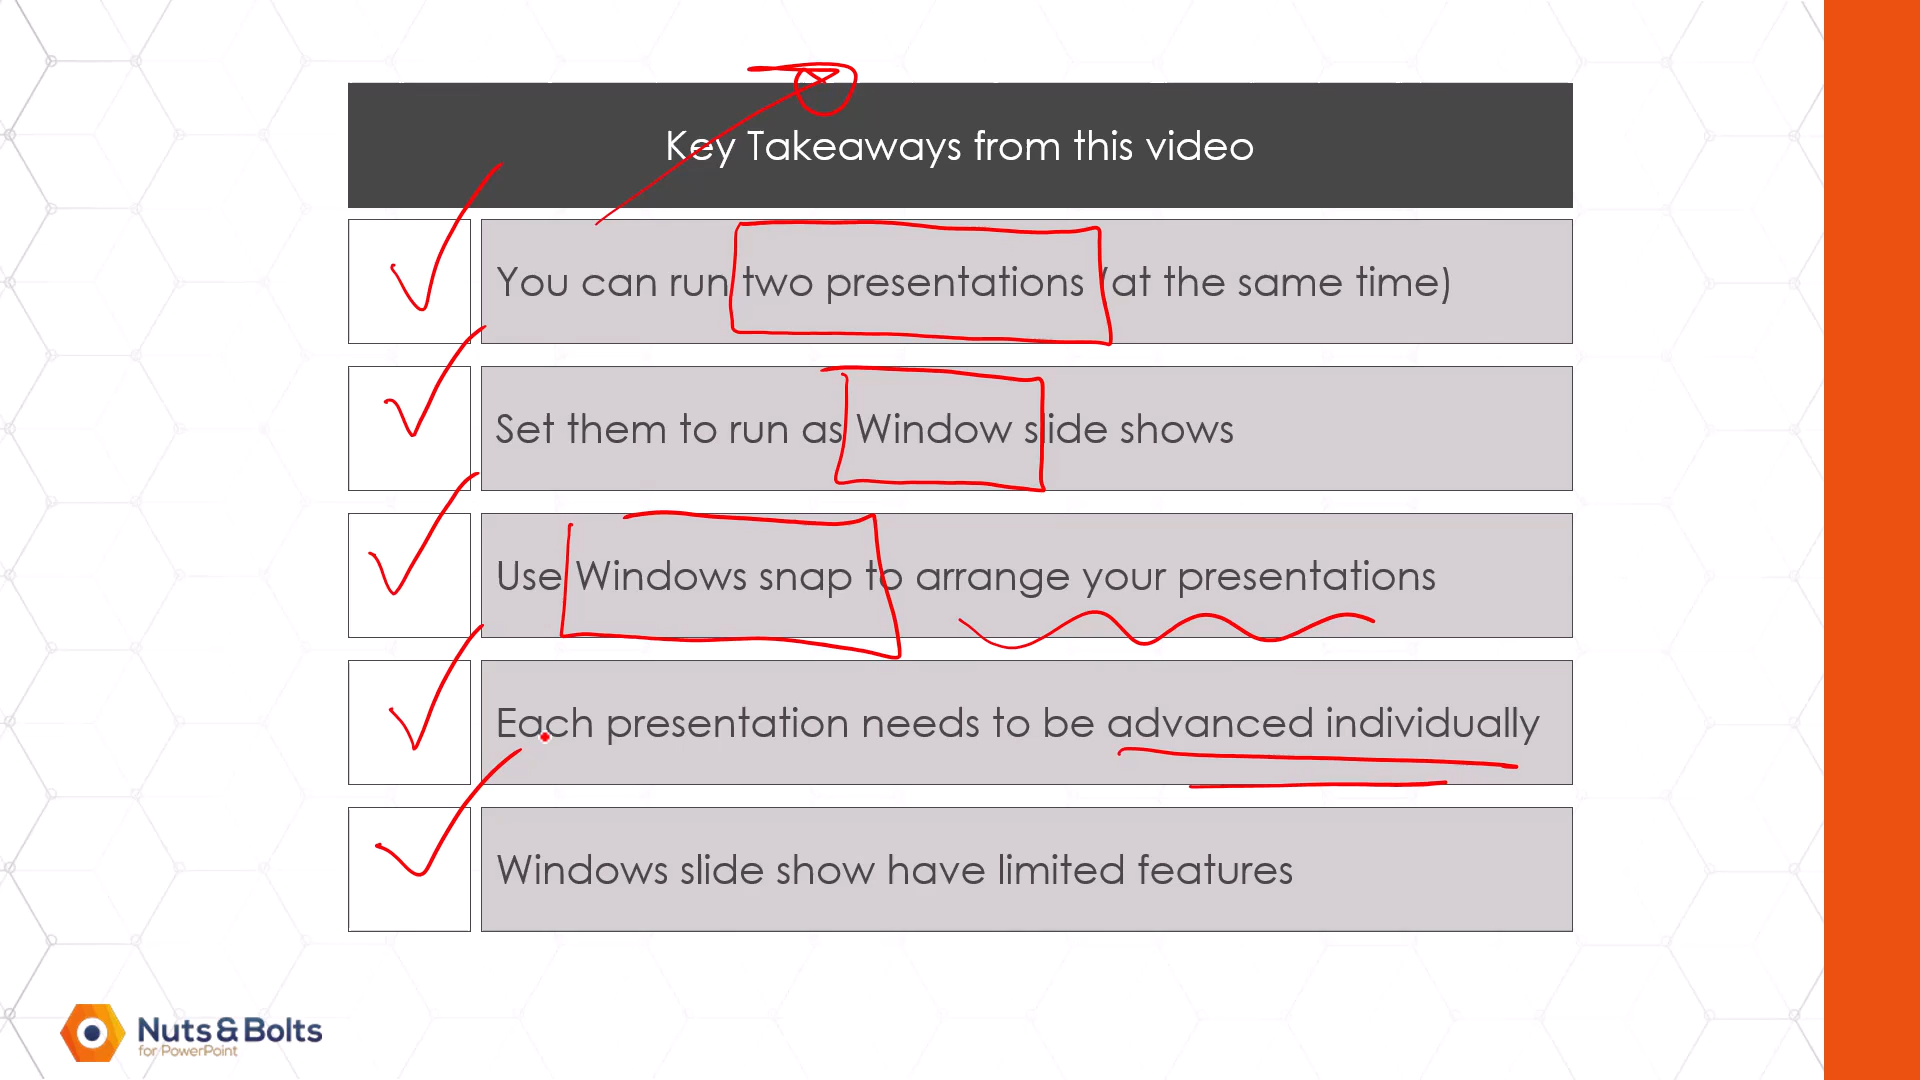 Key Takeaways from this video
You can run two presentations (at the same time)
Set them to run as Window slide shows
Use Windows snap to arrange your presentations
Each presentation needs to be advanced individually
Windows slide show have limited features
Nuts & Bolts
for PowerPoint